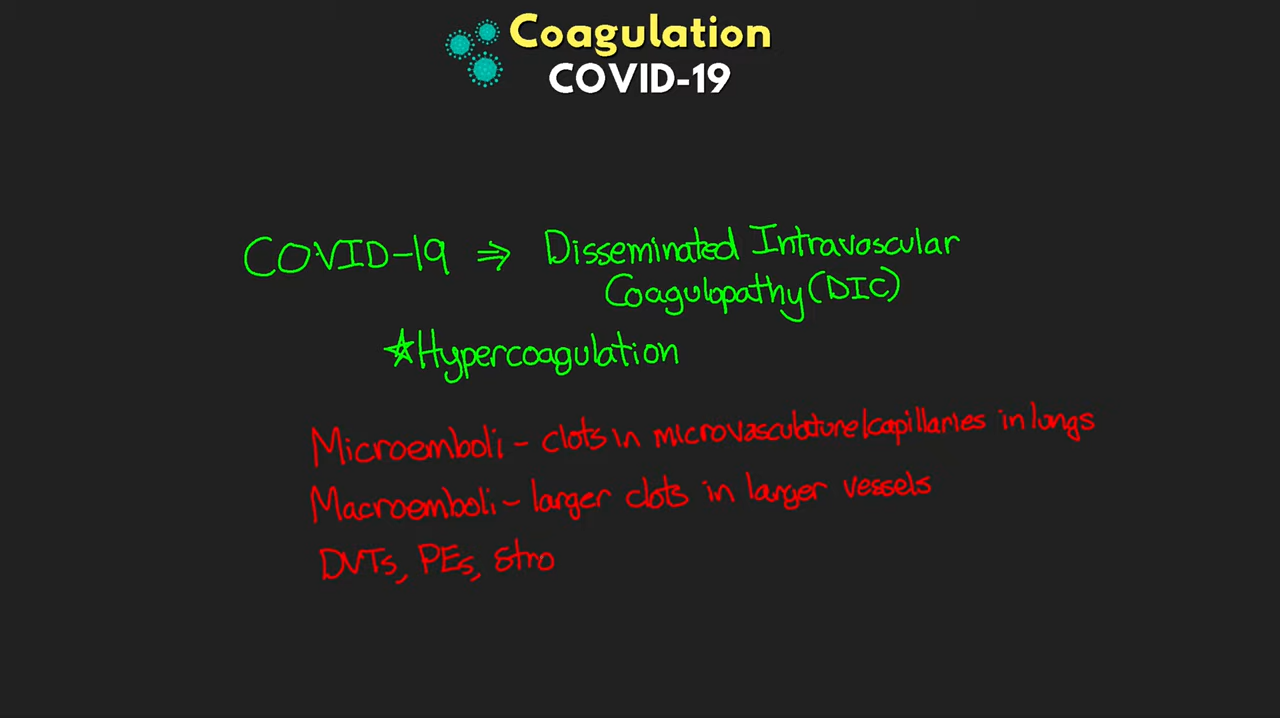 Coagulation
COVID-19
COVID-19 ⇒ Disseminated Intravascular
Coagulopathy (DIC)
☆Hypercoagulation
Microemboli - clots in microvasculature/capillaries in lungs
Macroemboli - larger clots in larger vessels
DVTs, PEs, stro